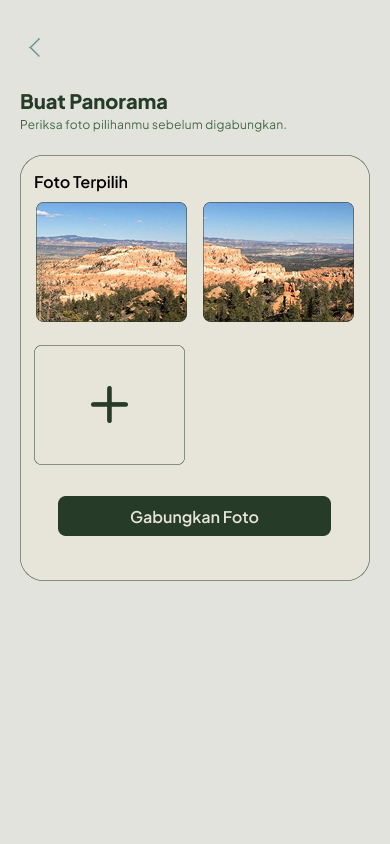 Buat Panorama
Periksa foto pilihanmu sebelum digabungkan.
Foto Terpilih
Gabungkan Foto